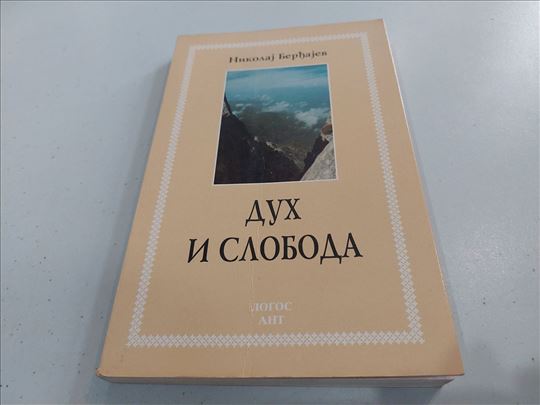 Николај Берђајев
ДУХ
И СЛОБОДА
ЛОГОС
АНТ